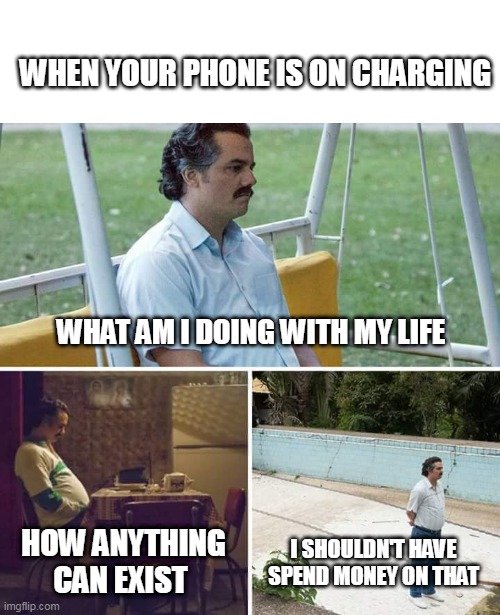 WHEN YOUR PHONE IS ON CHARGING
WHAT AM I DOING WITH MY LIFE
HOW ANYTHING
CAN EXIST
I SHOULDN'T HAVE
SPEND MONEY ON THAT
imgflip.com